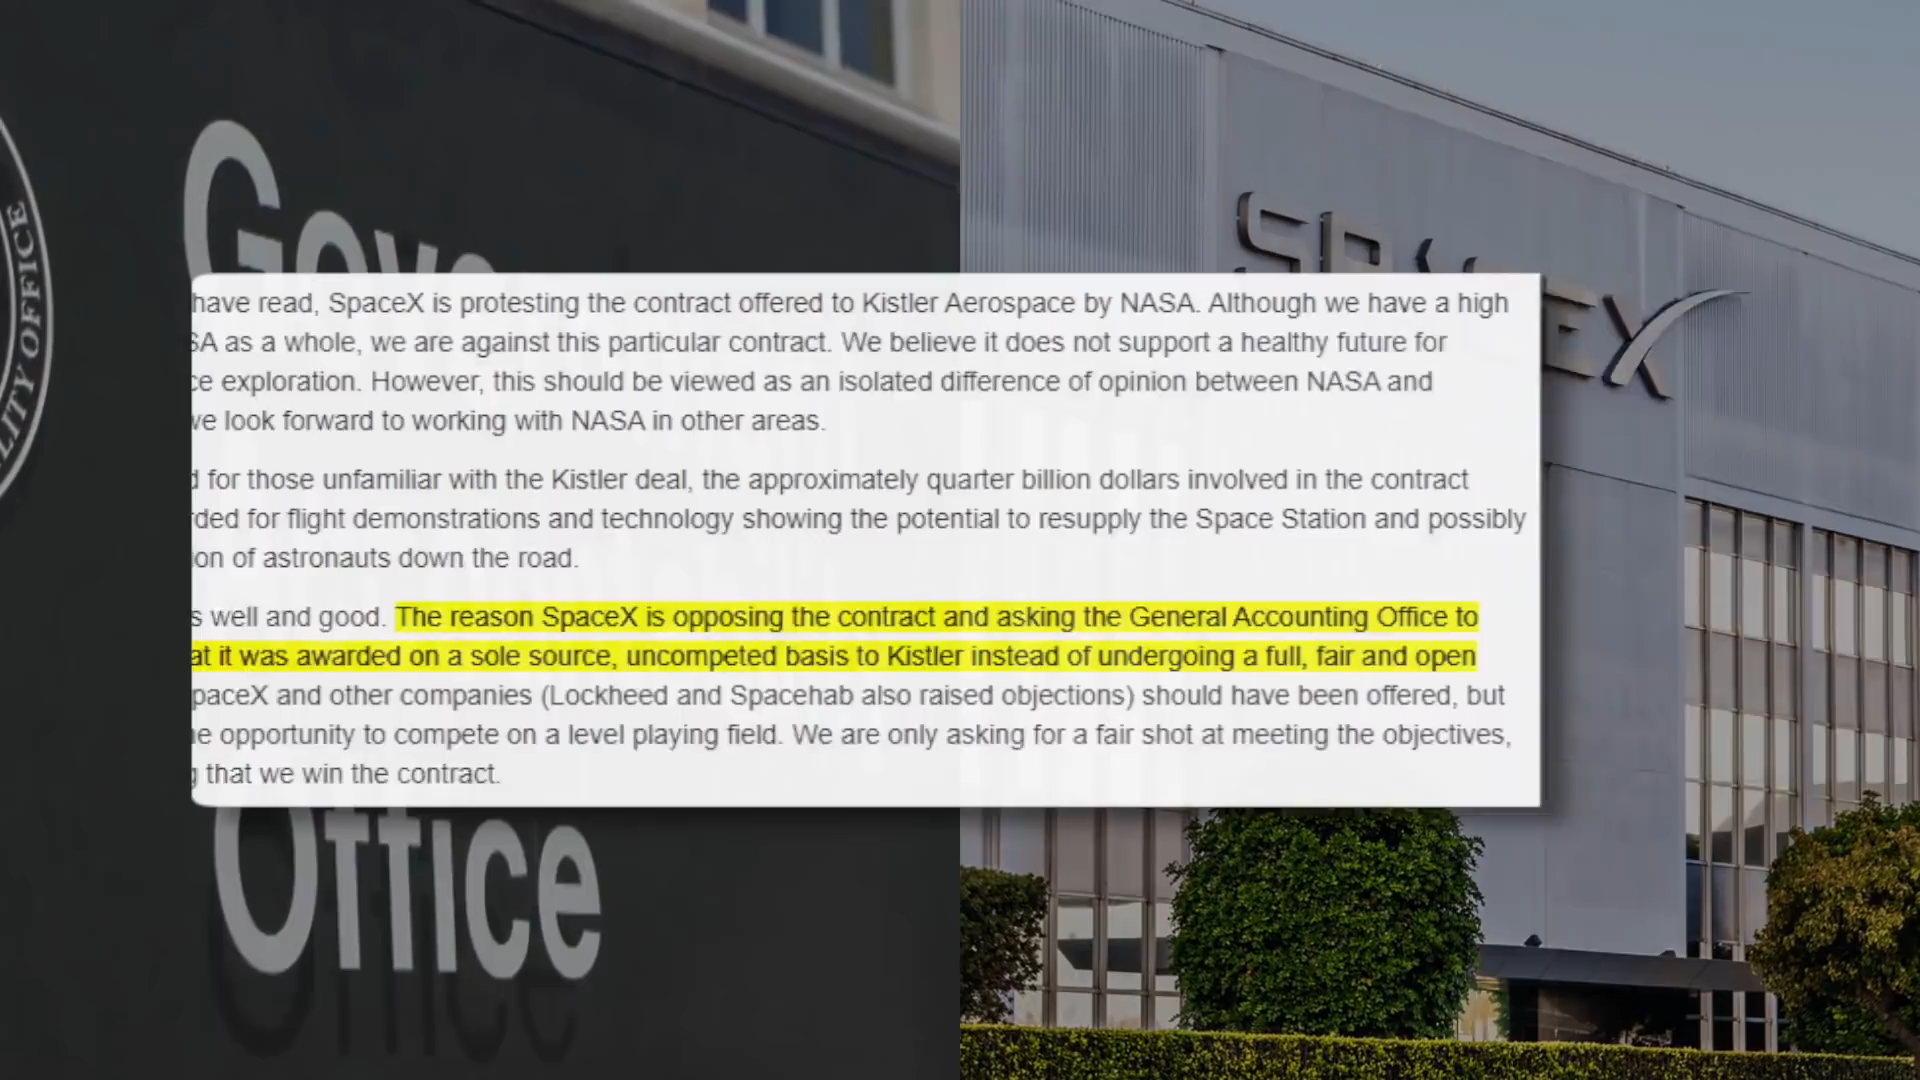 LITY OFFICE
Gove
SPACEX
have read, SpaceX is protesting the contract offered to Kistler Aerospace by NASA. Although we have a high
SA as a whole, we are against this particular contract. We believe it does not support a healthy future for
ce exploration. However, this should be viewed as an isolated difference of opinion between NASA and
we look forward to working with NASA in other areas.
d for those unfamiliar with the Kistler deal, the approximately quarter billion dollars involved in the contract
rded for flight demonstrations and technology showing the potential to resupply the Space Station and possibly
ion of astronauts down the road.
s well and good. The reason SpaceX is opposing the contract and asking the General Accounting Office to
at it was awarded on a sole source, uncompeted basis to Kistler instead of undergoing a full, fair and open
paceX and other companies (Lockheed and Spacehab also raised objections) should have been offered, but
e opportunity to compete on a level playing field. We are only asking for a fair shot at meeting the objectives,
g that we win the contract.
Office